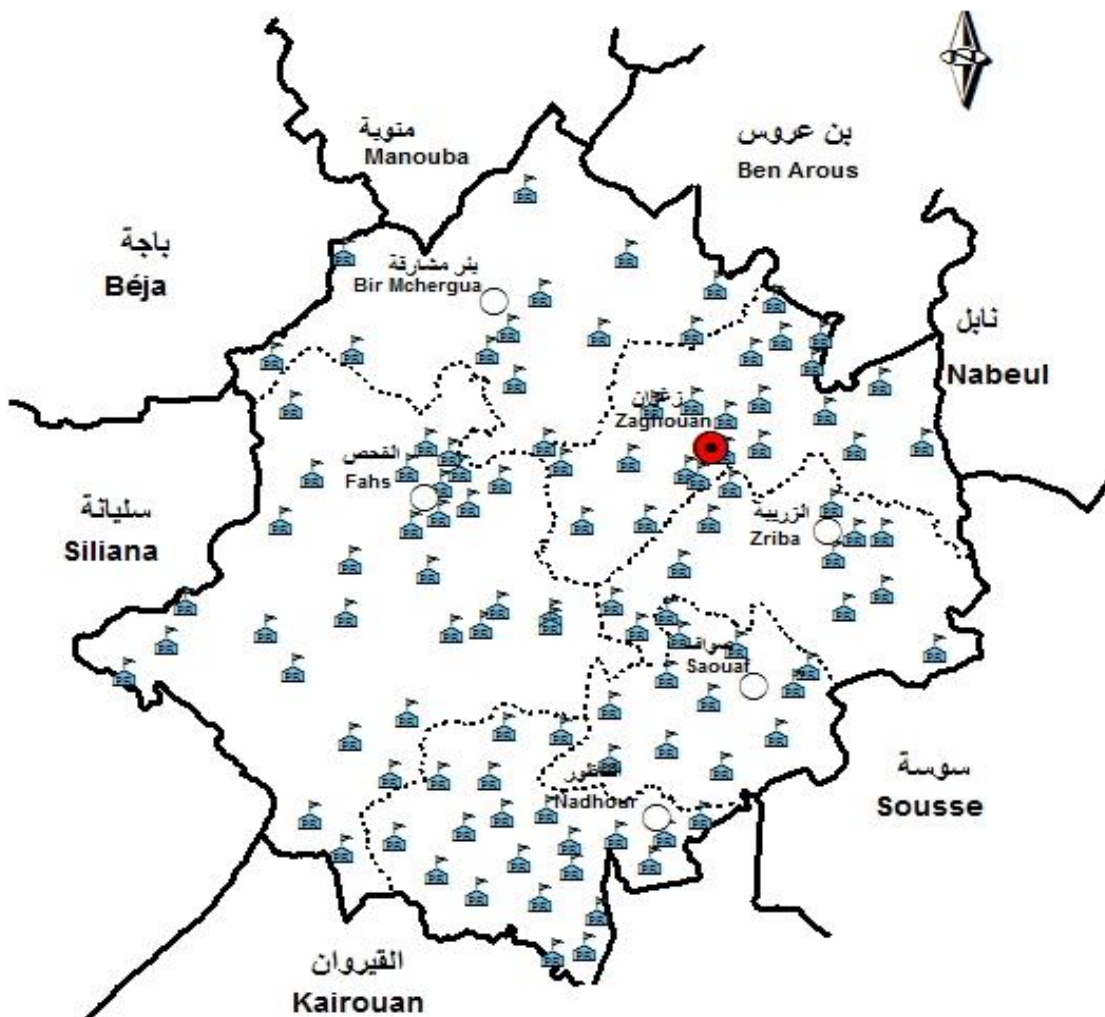 منوبة
Manouba
بن عروس
Ben Arous
باجة
Béja
بئر مشارقة
Bir Mchergua
نابل
Nabeul
زغوان
Zaghouan
الفحص
Fahs
سليانة
Siliana
الزريبة
Zriba
صواف
Saouaf
الناظور
Nadhour
سوسة
Sousse
القيروان
Kairouan
N